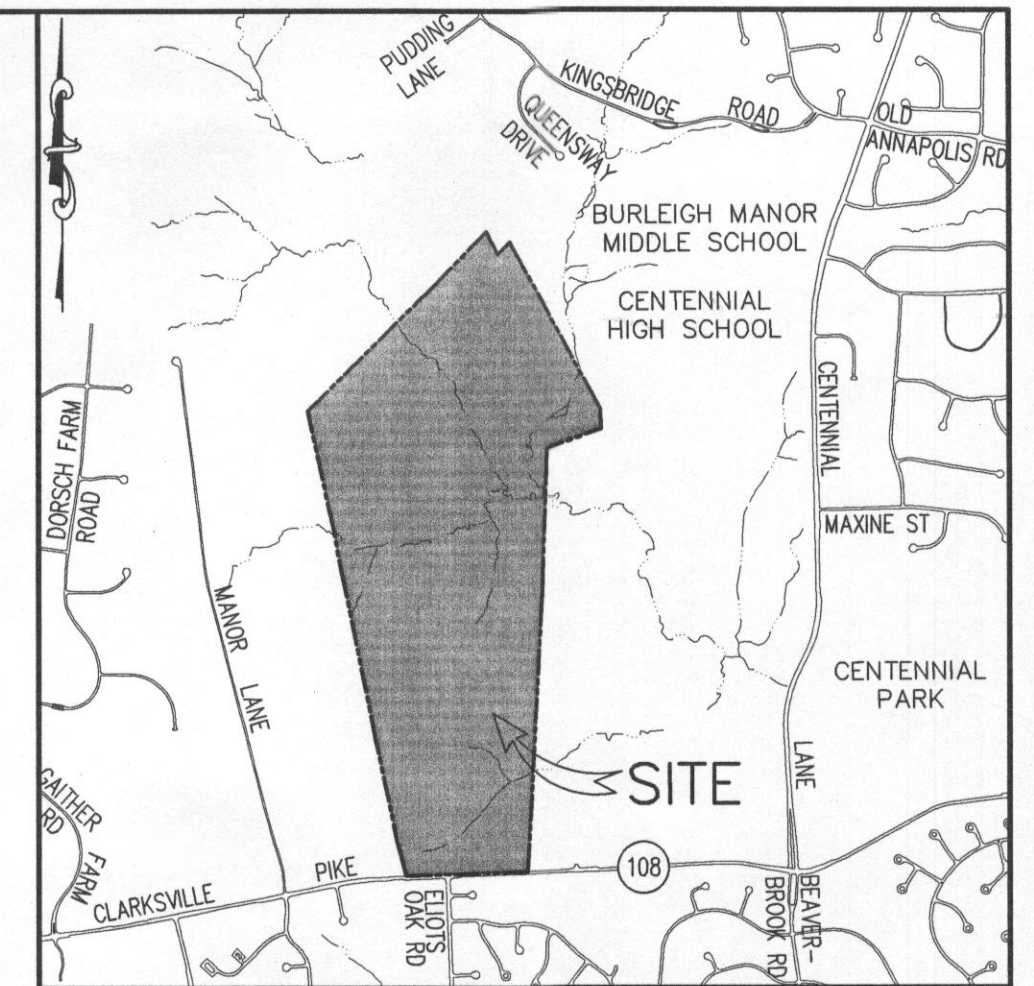 PUDDING
LANE
KINGSBRIDGE ROAD
QUEENSWAY
DRIVE
OLD
ANNAPOLIS RD
BURLEIGH MANOR
MIDDLE SCHOOL
CENTENNIAL
HIGH SCHOOL
DORSCH FARM
ROAD
MANOR LANE
CENTENNIAL
LANE
MAXINE ST
CENTENNIAL
PARK
SITE
GAITHER FARM
RD
CLARKSVILLE PIKE
108
ELIOTS
OAK RD
BEAVER-
BROOK RD